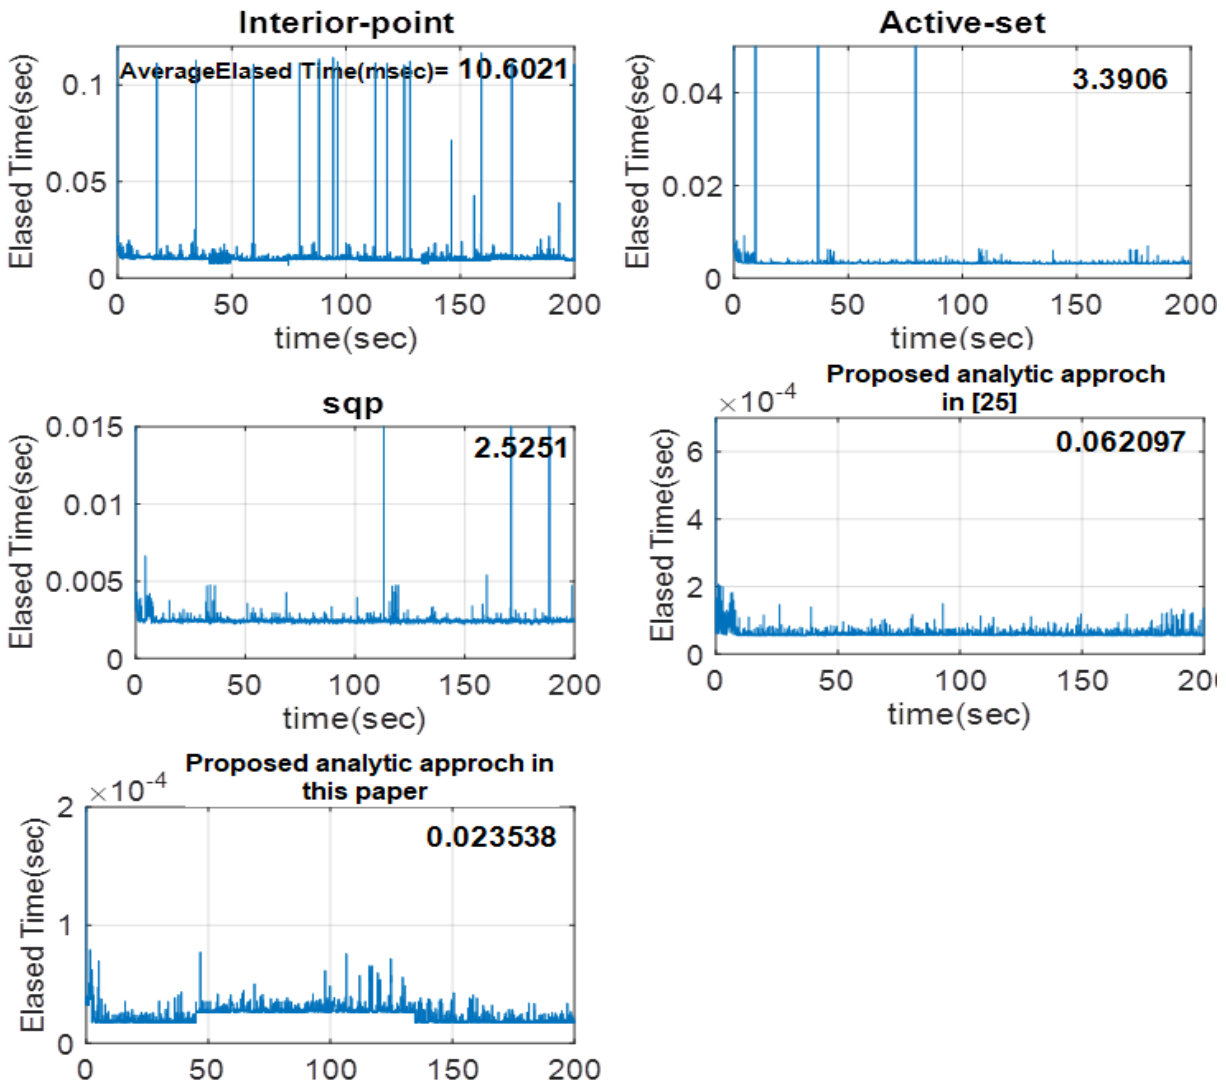 Interior-point
AverageElased Time(msec)= 10.6021
Elased Time(sec)
0.1
0.05
0
0 50 100 150 200
time(sec)
Active-set
3.3906
Elased Time(sec)
0.04
0.02
0
0 50 100 150 200
time(sec)
sqp
2.5251
Elased Time(sec)
0.015
0.01
0.005
0
0 50 100 150 200
time(sec)
Proposed analytic approch
in [25]
×10-4
0.062097
Elased Time(sec)
6
4
2
0
0 50 100 150 200
time(sec)
Proposed analytic approch in
this paper
×10-4
0.023538
Elased Time(sec)
2
1
0
0 50 100 150 200